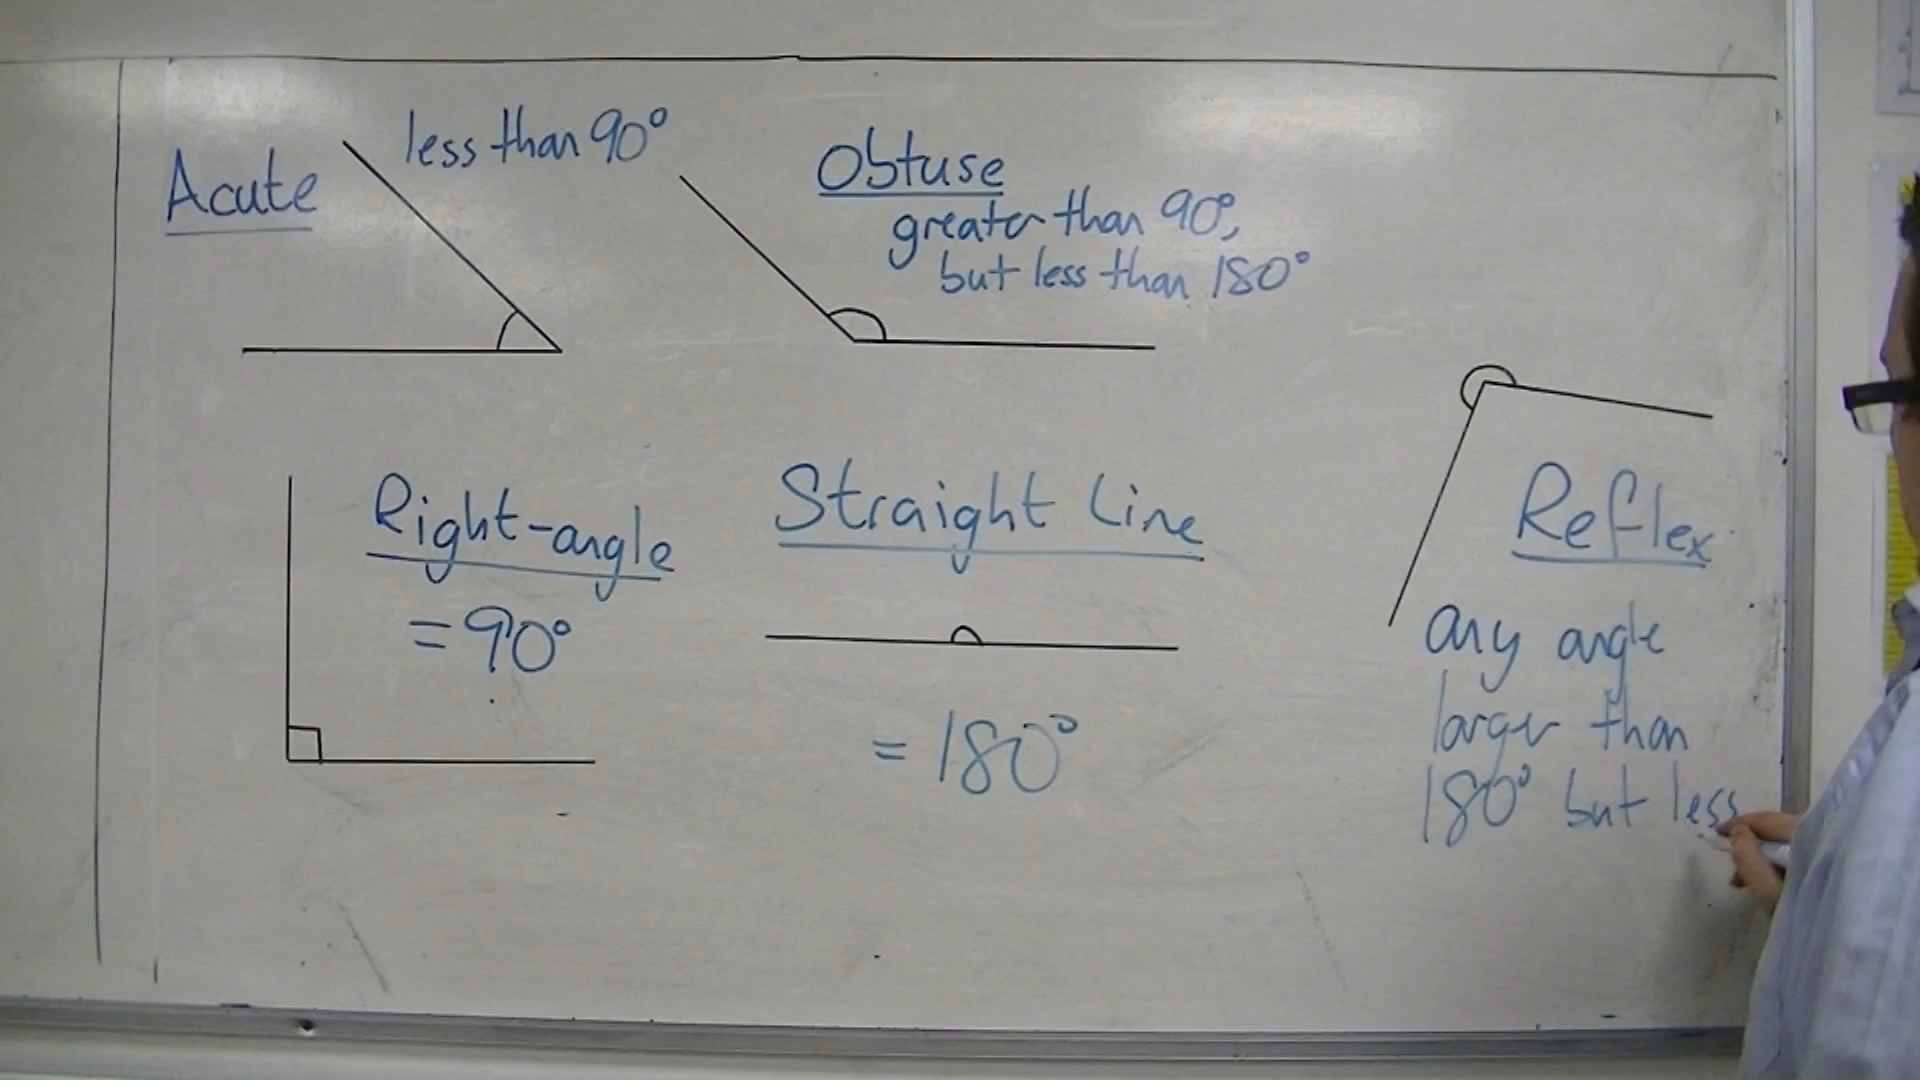 Acute
less than 90°
Obtuse
greater than 90°,
but less than 180°
Right-angle
= 90°
Straight Line
= 180°
Reflex
any angle
larger than
180° but less